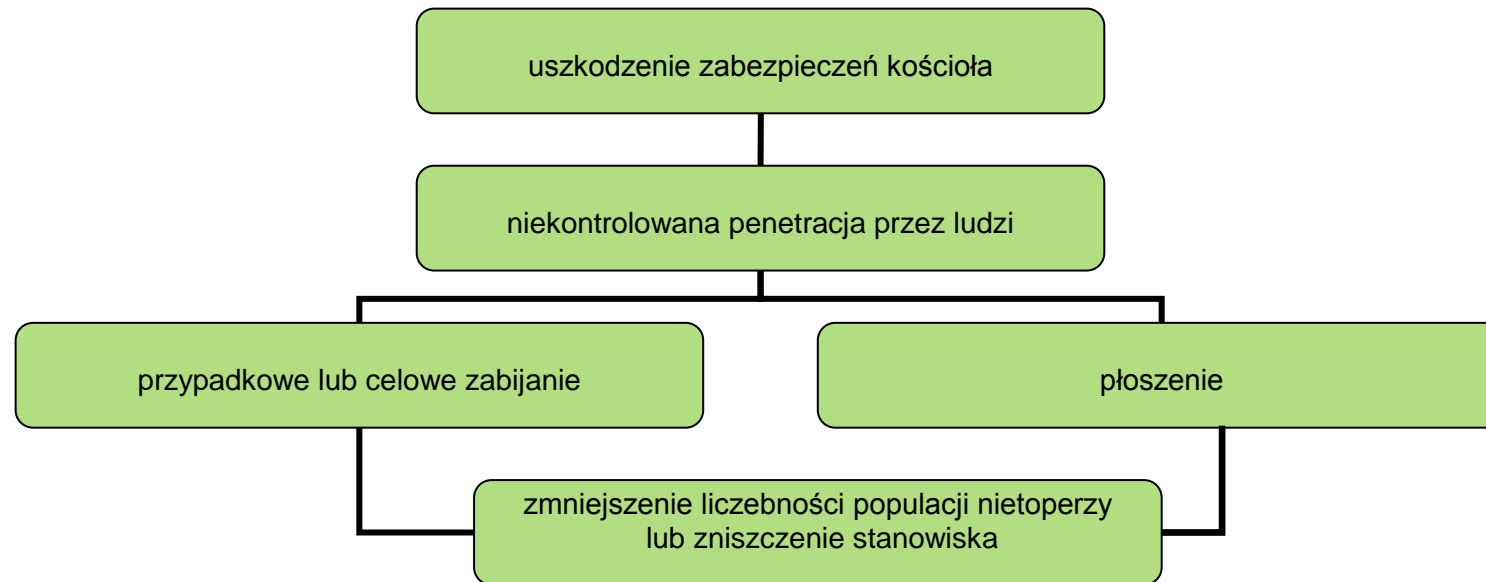 uszkodzenie zabezpieczeń kościoła
niekontrolowana penetracja przez ludzi
przypadkowe lub celowe zabijanie
płoszenie
zmniejszenie liczebności populacji nietoperzy
lub zniszczenie stanowiska